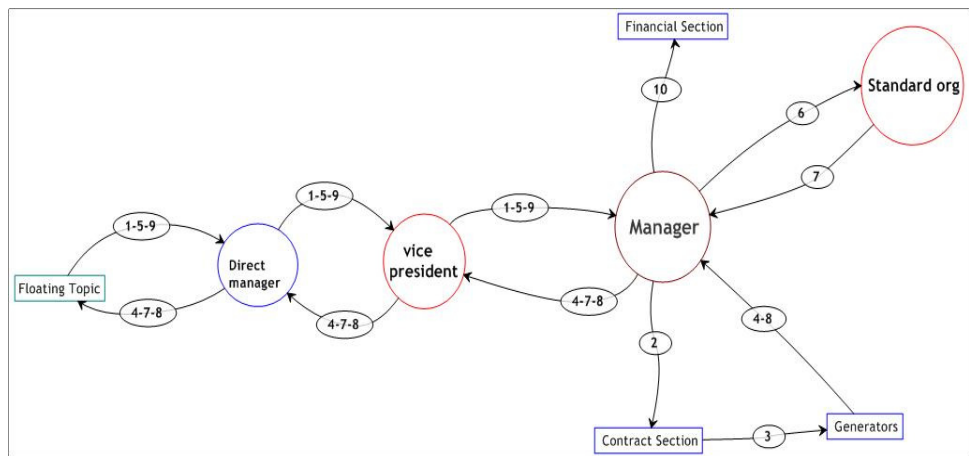 Financial Section
10
Standard org
6
7
1-5-9
1-5-9
1-5-9
Manager
vice
president
Direct
manager
Floating Topic
4-7-8
4-7-8
4-7-8
4-8
2
Contract Section
3
Generators